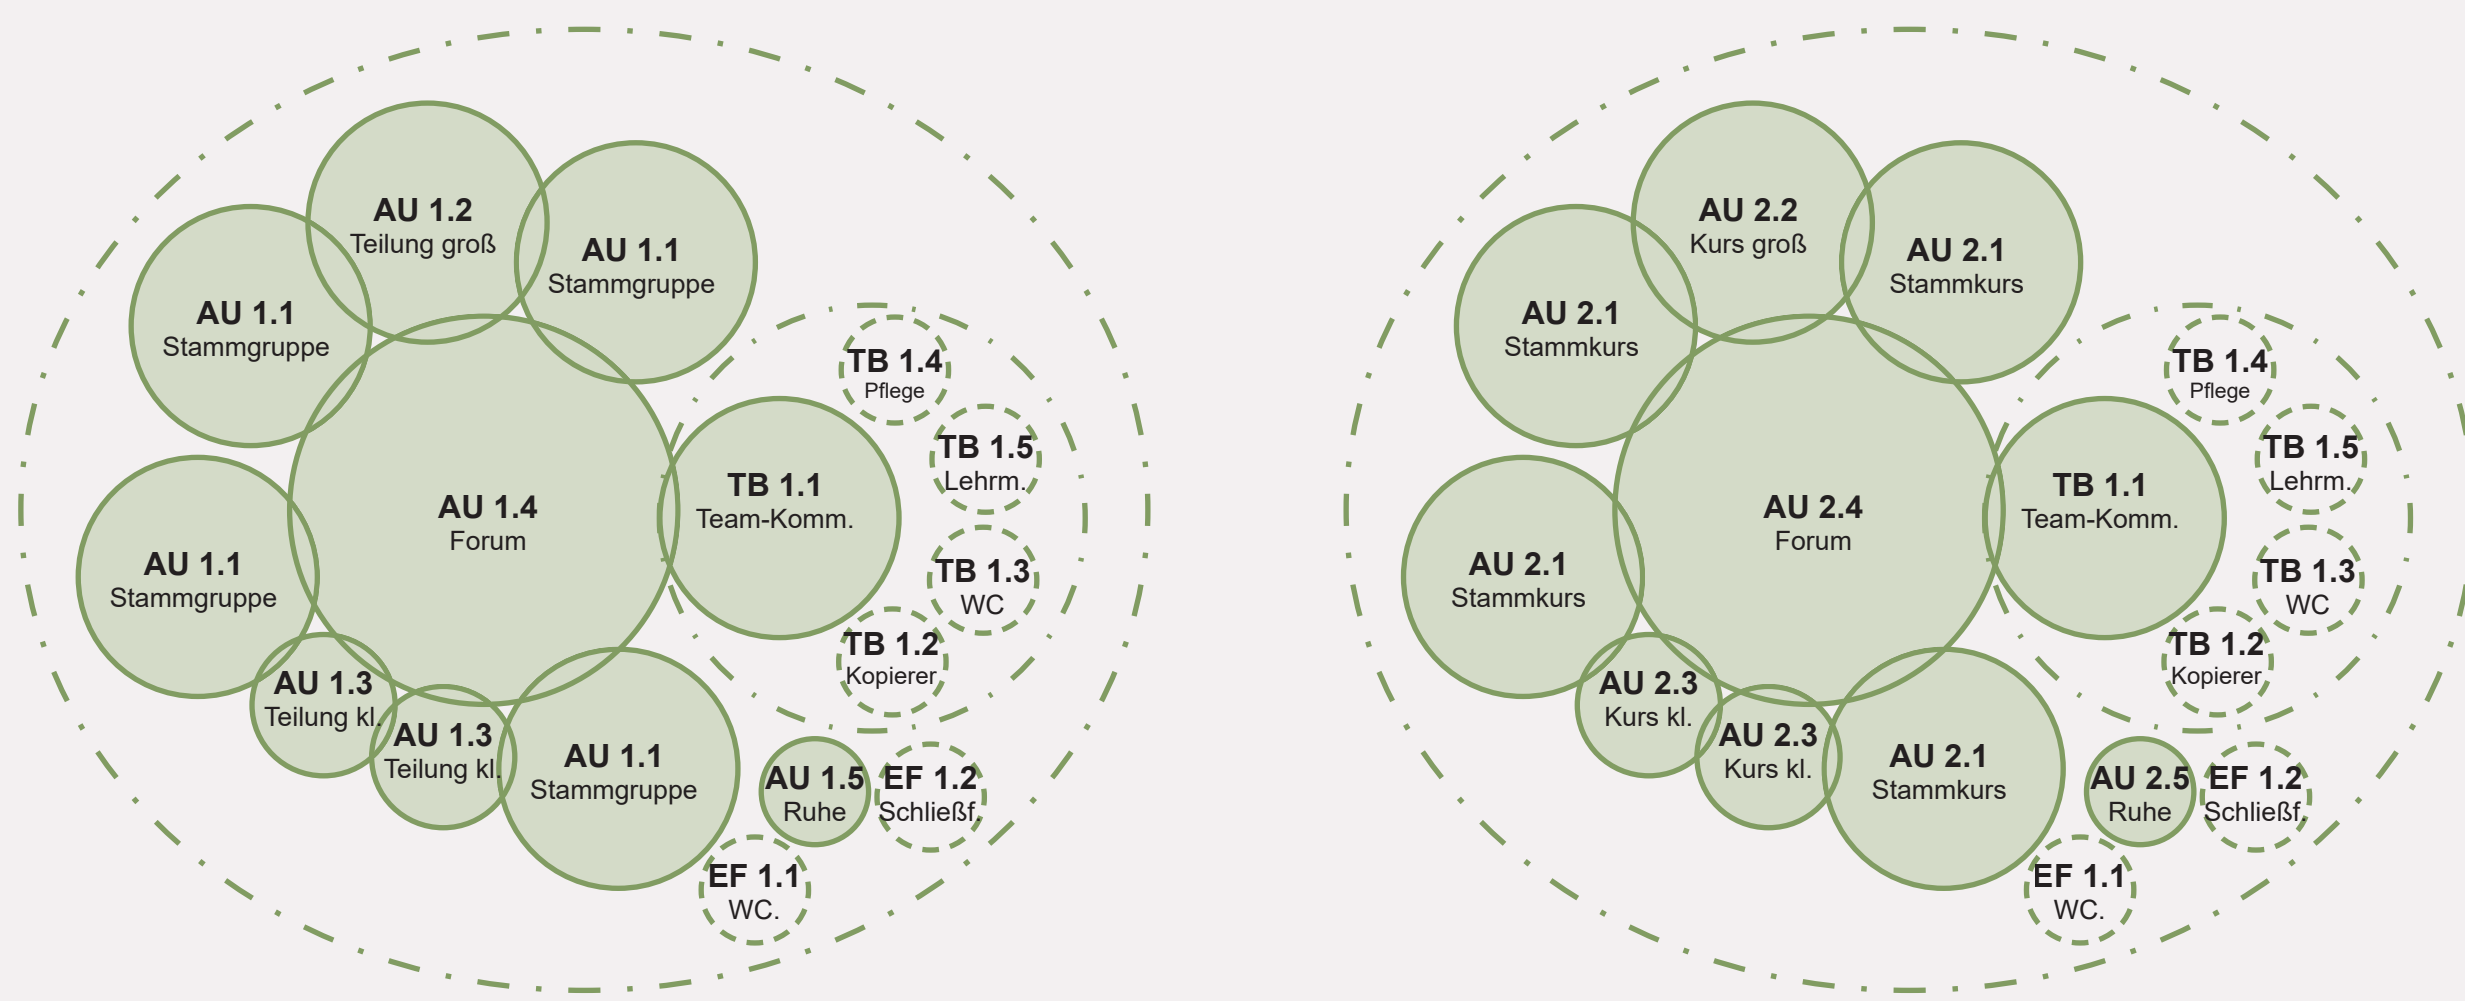 AU 1.2
Teilung groß
AU 1.1
Stammgruppe
AU 1.1
Stammgruppe
TB 1.4
Pflege
TB 1.5
Lehrm.
TB 1.1
Team-Komm.
AU 1.4
Forum
AU 1.1
Stammgruppe
TB 1.3
WC
TB 1.2
Kopierer
AU 1.3
Teilung kl.
AU 1.3
Teilung kl.
AU 1.1
Stammgruppe
AU 1.5
Ruhe
EF 1.2
Schließf.
EF 1.1
WC.
AU 2.2
Kurs groß
AU 2.1
Stammkurs
AU 2.1
Stammkurs
TB 1.4
Pflege
TB 1.5
Lehrm.
TB 1.1
Team-Komm.
AU 2.4
Forum
AU 2.1
Stammkurs
TB 1.3
WC
TB 1.2
Kopierer
AU 2.3
Kurs kl.
AU 2.3
Kurs kl.
AU 2.1
Stammkurs
AU 2.5
Ruhe
EF 1.2
Schließf.
EF 1.1
WC.